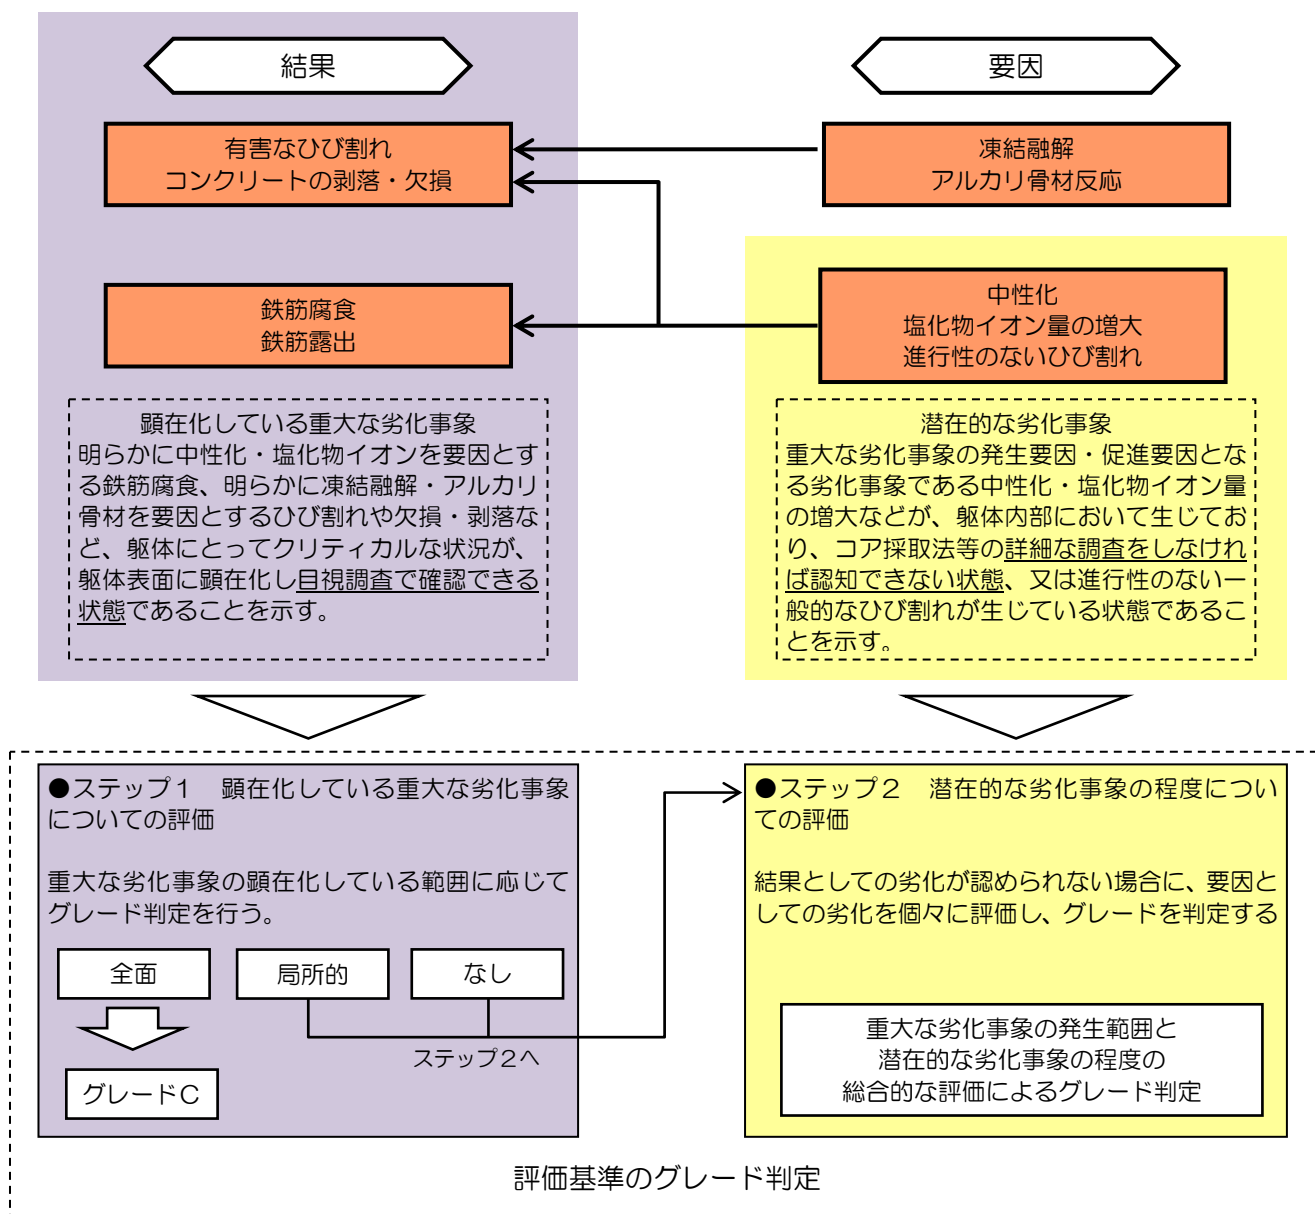 結果
要因
有害なひび割れ
コンクリートの剥落・欠損
凍結融解
アルカリ骨材反応
鉄筋腐食
鉄筋露出
中性化
塩化物イオン量の増大
進行性のないひび割れ
顕在化している重大な劣化事象
明らかに中性化・塩化物イオンを要因とす
る鉄筋腐食、明らかに凍結融解・アルカリ
骨材を要因とするひび割れや欠損・剥落な
ど、躯体にとってクリティカルな状況が、
躯体表面に顕在化し目視調査で確認できる
状態であることを示す。
潜在的な劣化事象
重大な劣化事象の発生要因・促進要因とな
る劣化事象である中性化・塩化物イオン量
の増大などが、躯体内部において生じてお
り、コア採取法等の詳細な調査をしなけれ
ば認知できない状態、又は進行性のない一
般的なひび割れが生じている状態であるこ
とを示す。
●ステップ１　顕在化している重大な劣化事象
についての評価
重大な劣化事象の顕在化している範囲に応じて
グレード判定を行う。
全面
局所的
なし
ステップ２へ
グレードＣ
●ステップ２　潜在的な劣化事象の程度につい
ての評価
結果としての劣化が認められない場合に、要因と
しての劣化を個々に評価し、グレードを判定する
重大な劣化事象の発生範囲と
潜在的な劣化事象の程度の
総合的な評価によるグレード判定
評価基準のグレード判定